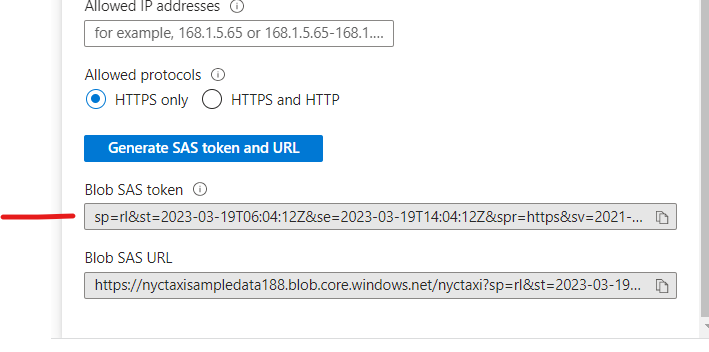 Allowed IP addresses
for example, 168.1.5.65 or 168.1.5.65-168.1....
Allowed protocols
HTTPS only
HTTPS and HTTP
Generate SAS token and URL
Blob SAS token
sp=rl&st=2023-03-19T06:04:12Z&se=2023-03-19T14:04:12Z&spr=https&sv=2021-...
Blob SAS URL
https://nyctaxisampledata188.blob.core.windows.net/nyctaxi?sp=rl&st=2023-03-19...